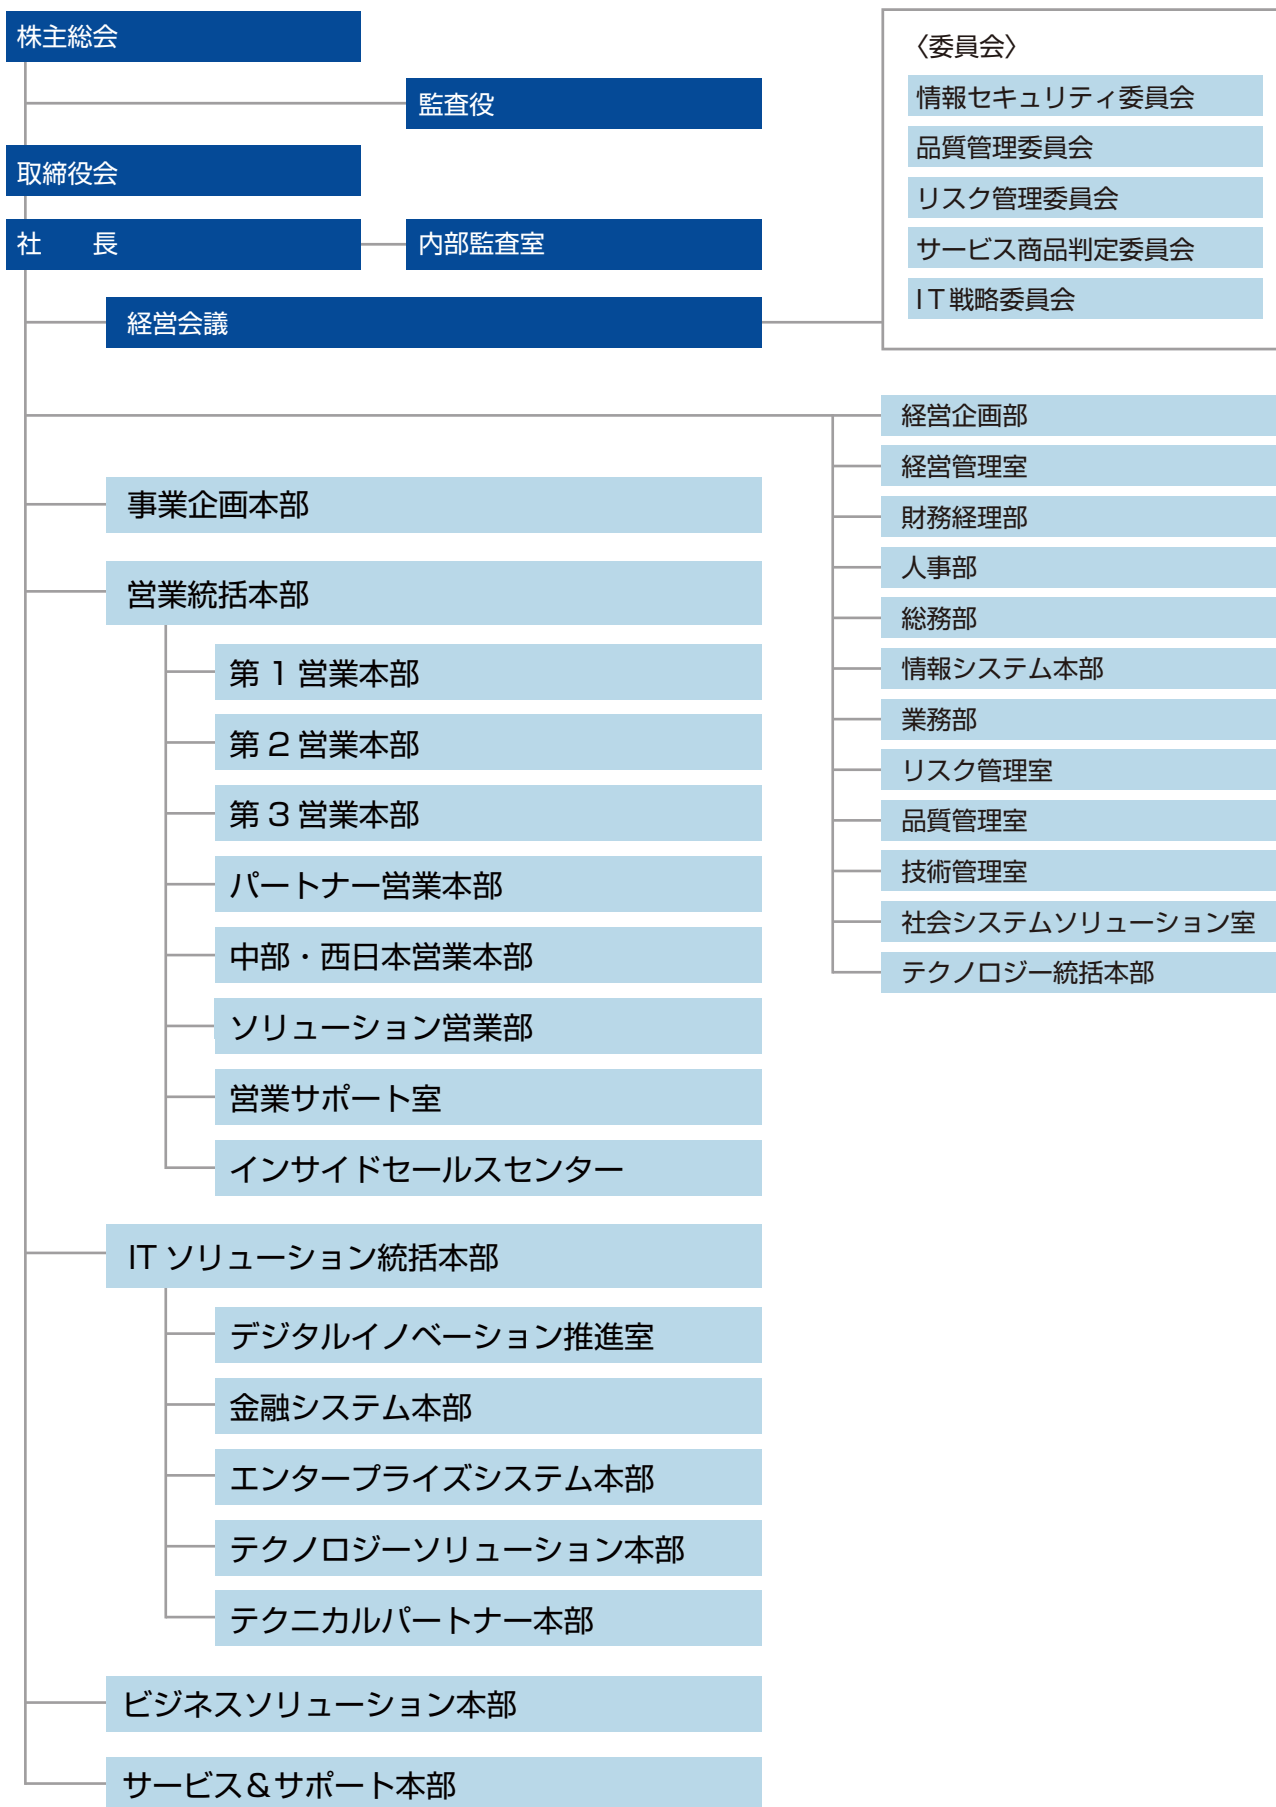 株主総会
監査役
取締役会
社　　長
内部監査室
経営会議
〈委員会〉
情報セキュリティ委員会
品質管理委員会
リスク管理委員会
サービス商品判定委員会
IT戦略委員会
経営企画部
経営管理室
財務経理部
人事部
総務部
情報システム本部
業務部
リスク管理室
品質管理室
技術管理室
社会システムソリューション室
テクノロジー統括本部
事業企画本部
営業統括本部
第1営業本部
第2営業本部
第3営業本部
パートナー営業本部
中部・西日本営業本部
ソリューション営業部
営業サポート室
インサイドセールスセンター
ITソリューション統括本部
デジタルイノベーション推進室
金融システム本部
エンタープライズシステム本部
テクノロジーソリューション本部
テクニカルパートナー本部
ビジネスソリューション本部
サービス＆サポート本部